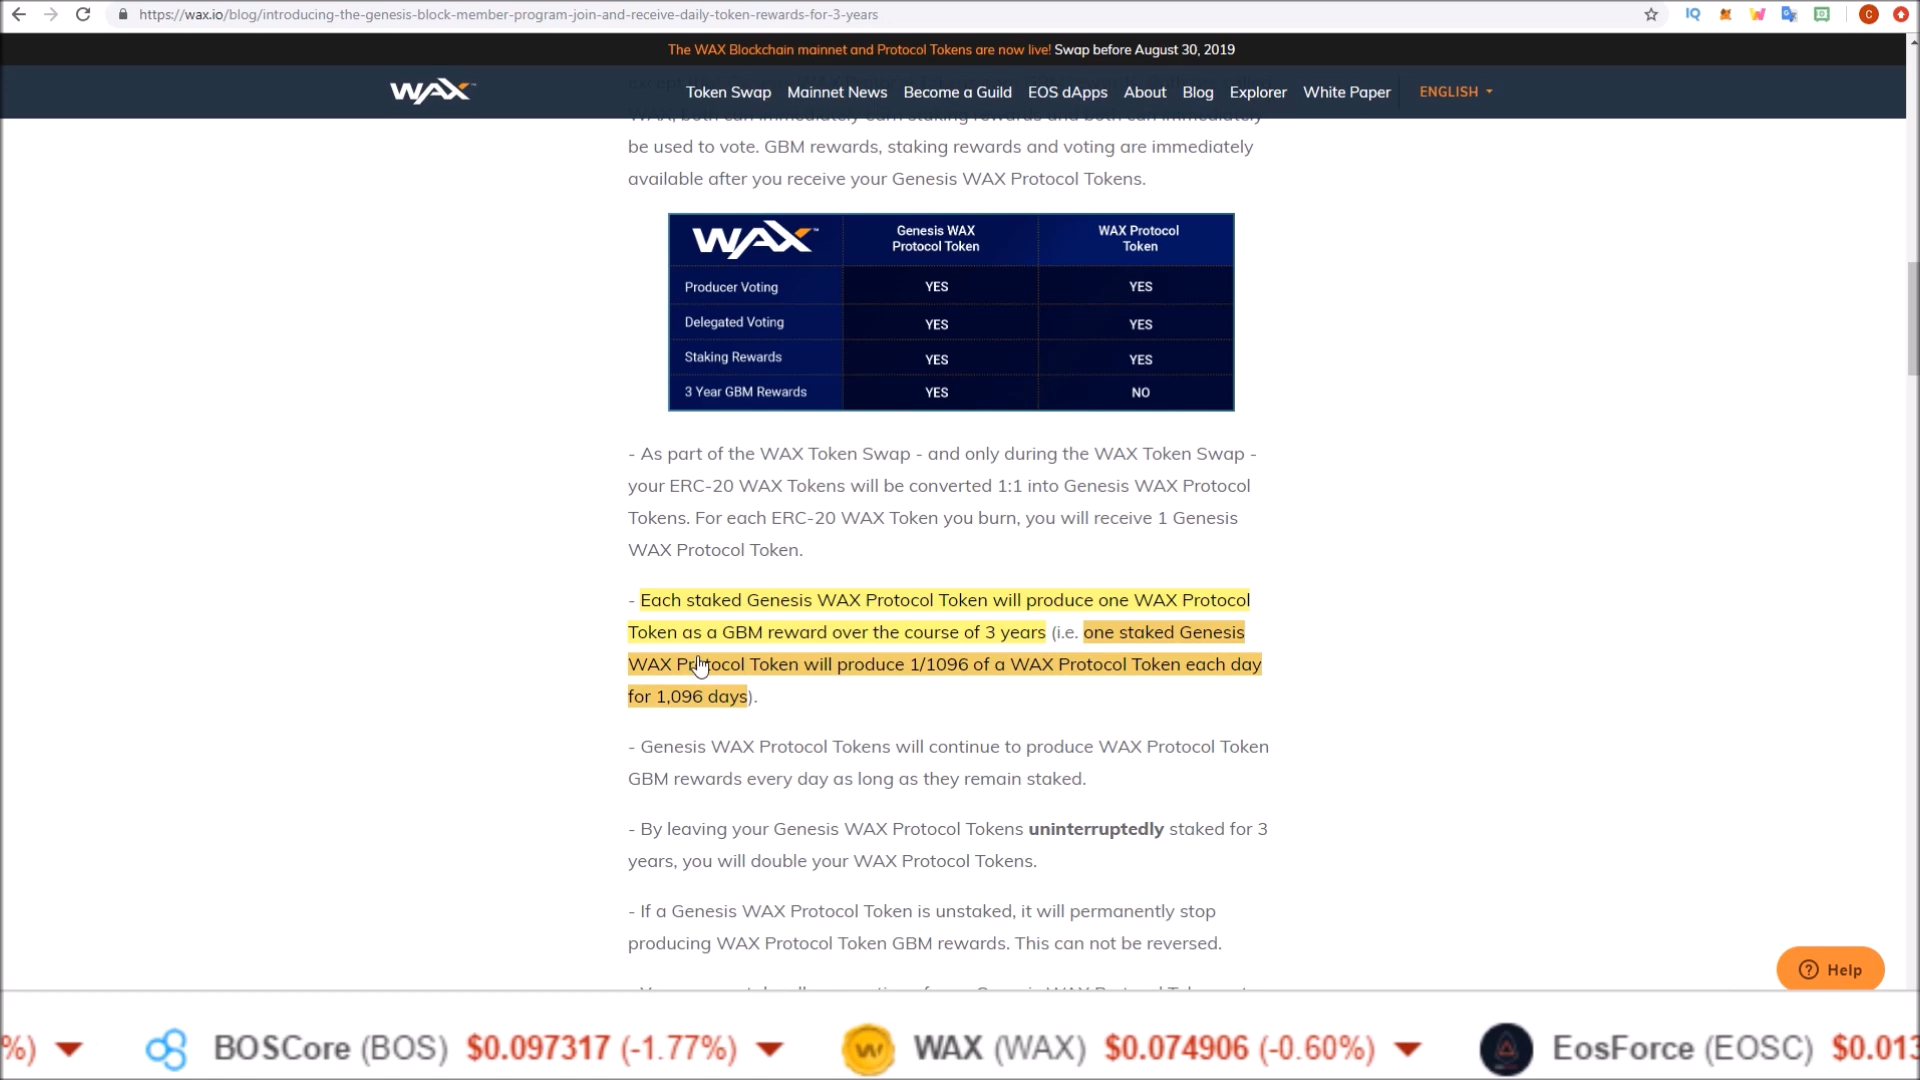 https://wax.io/blog/introducing-the-genesis-block-member-program-join-and-receive-daily-token-rewards-for-3-years
The WAX Blockchain mainnet and Protocol Tokens are now live! Swap before August 30, 2019
WAX Token Swap Mainnet News Become a Guild EOS dApps About Blog Explorer White Paper ENGLISH
WAX, both can immediately earn staking rewards and both can immediately
be used to vote. GBM rewards, staking rewards and voting are immediately
available after you receive your Genesis WAX Protocol Tokens.
WAX Genesis WAX Protocol Token WAX Protocol Token
Producer Voting YES YES
Delegated Voting YES YES
Staking Rewards YES YES
3 Year GBM Rewards YES NO
- As part of the WAX Token Swap - and only during the WAX Token Swap -
your ERC-20 WAX Tokens will be converted 1:1 into Genesis WAX Protocol
Tokens. For each ERC-20 WAX Token you burn, you will receive 1 Genesis
WAX Protocol Token.
- Each staked Genesis WAX Protocol Token will produce one WAX Protocol
Token as a GBM reward over the course of 3 years (i.e. one staked Genesis
WAX Protocol Token will produce 1/1096 of a WAX Protocol Token each day
for 1,096 days).
- Genesis WAX Protocol Tokens will continue to produce WAX Protocol Token
GBM rewards every day as long as they remain staked.
- By leaving your Genesis WAX Protocol Tokens uninterruptedly staked for 3
years, you will double your WAX Protocol Tokens.
- If a Genesis WAX Protocol Token is unstaked, it will permanently stop
producing WAX Protocol Token GBM rewards. This can not be reversed.
Help
%) BOSCore (BOS) $0.097317 (-1.77%) WAX (WAX) $0.074906 (-0.60%) EosForce (EOSC) $0.013